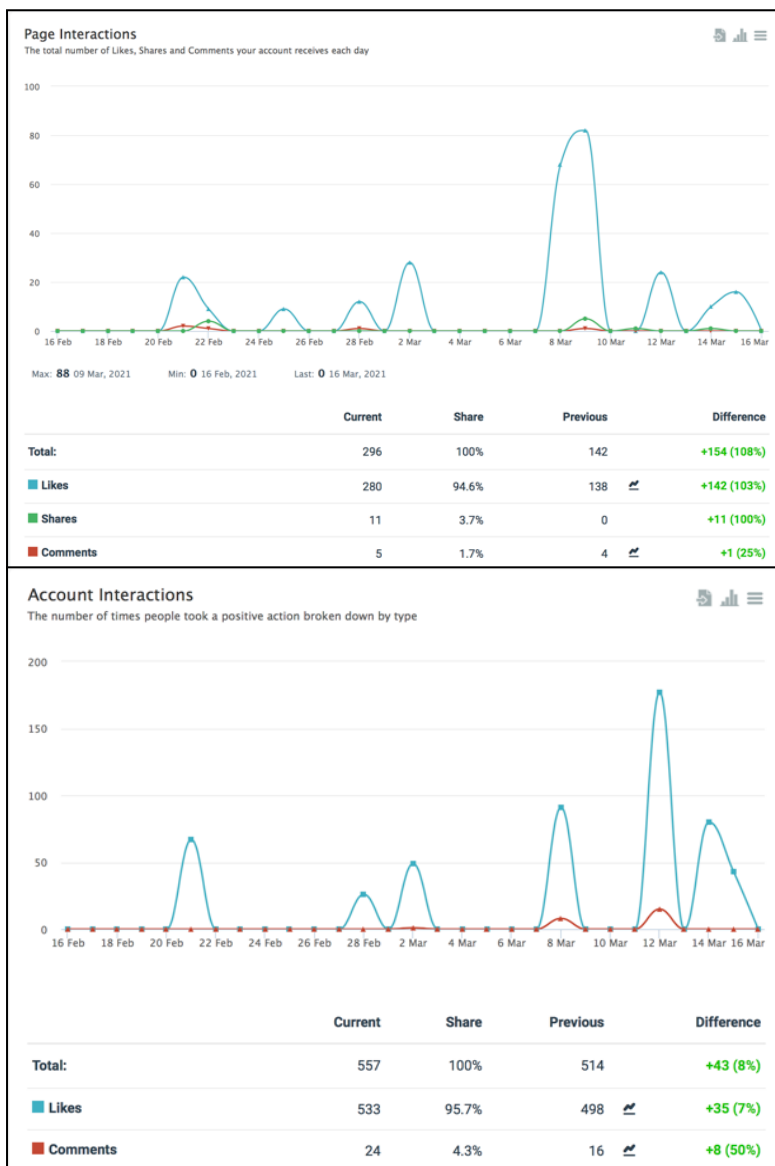 Page Interactions
The total number of Likes, Shares and Comments your account receives each day
100
80
60
40
20
0
16 Feb 18 Feb 20 Feb 22 Feb 24 Feb 26 Feb 28 Feb 2 Mar 4 Mar 6 Mar 8 Mar 10 Mar 12 Mar 14 Mar 16 Mar
Max: 88 09 Mar, 2021 Min: 0 16 Feb, 2021 Last: 0 16 Mar, 2021
Current Share Previous Difference
Total: 296 100% 142 +154 (108%)
Likes 280 94.6% 138 +142 (103%)
Shares 11 3.7% 0 +11 (100%)
Comments 5 1.7% 4 +1 (25%)
Account Interactions
The number of times people took a positive action broken down by type
200
150
100
50
0
16 Feb 18 Feb 20 Feb 22 Feb 24 Feb 26 Feb 28 Feb 2 Mar 4 Mar 6 Mar 8 Mar 10 Mar 12 Mar 14 Mar 16 Mar
Current Share Previous Difference
Total: 557 100% 514 +43 (8%)
Likes 533 95.7% 498 +35 (7%)
Comments 24 4.3% 16 +8 (50%)